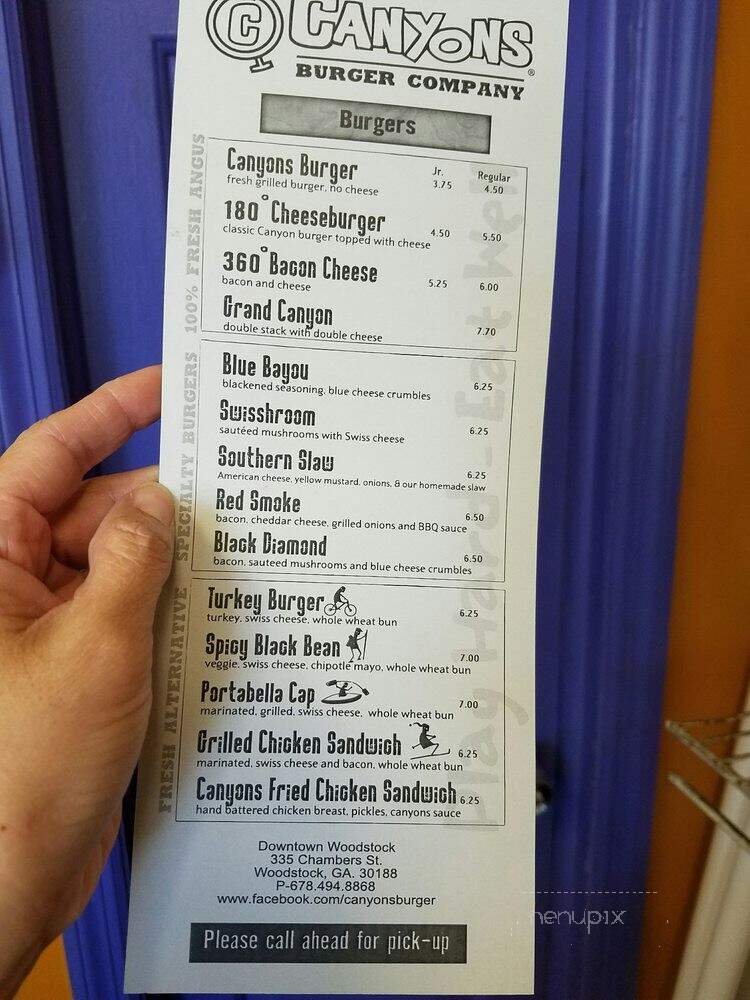 C CANYONS®
BURGER COMPANY
Burgers
100% FRESH ANGUS
Jr. Regular
Canyons Burger 3.75 4.50
fresh grilled burger, no cheese
180° Cheeseburger 4.50 5.50
classic Canyon burger topped with cheese
360° Bacon Cheese 5.25 6.00
bacon and cheese
Grand Canyon 7.70
double stack with double cheese
SPECIALTY BURGERS
Blue Bayou 6.25
blackened seasoning, blue cheese crumbles
Swisshroom 6.25
sautéed mushrooms with Swiss cheese
Southern Slaw 6.25
American cheese, yellow mustard, onions, & our homemade slaw
Red Smoke 6.50
bacon, cheddar cheese, grilled onions and BBQ sauce
Black Diamond 6.50
bacon, sauteed mushrooms and blue cheese crumbles
FRESH ALTERNATIVE
Turkey Burger 6.25
turkey, swiss cheese, whole wheat bun
Spicy Black Bean 7.00
veggie, swiss cheese, chipotle mayo, whole wheat bun
Portabella Cap 7.00
marinated, grilled, swiss cheese, whole wheat bun
Grilled Chicken Sandwich 6.25
marinated, swiss cheese and bacon, whole wheat bun
Canyons Fried Chicken Sandwich 6.25
hand battered chicken breast, pickles, canyons sauce
Downtown Woodstock
335 Chambers St.
Woodstock, GA. 30188
P-678.494.8868
www.facebook.com/canyonsburger
Please call ahead for pick-up
menupix